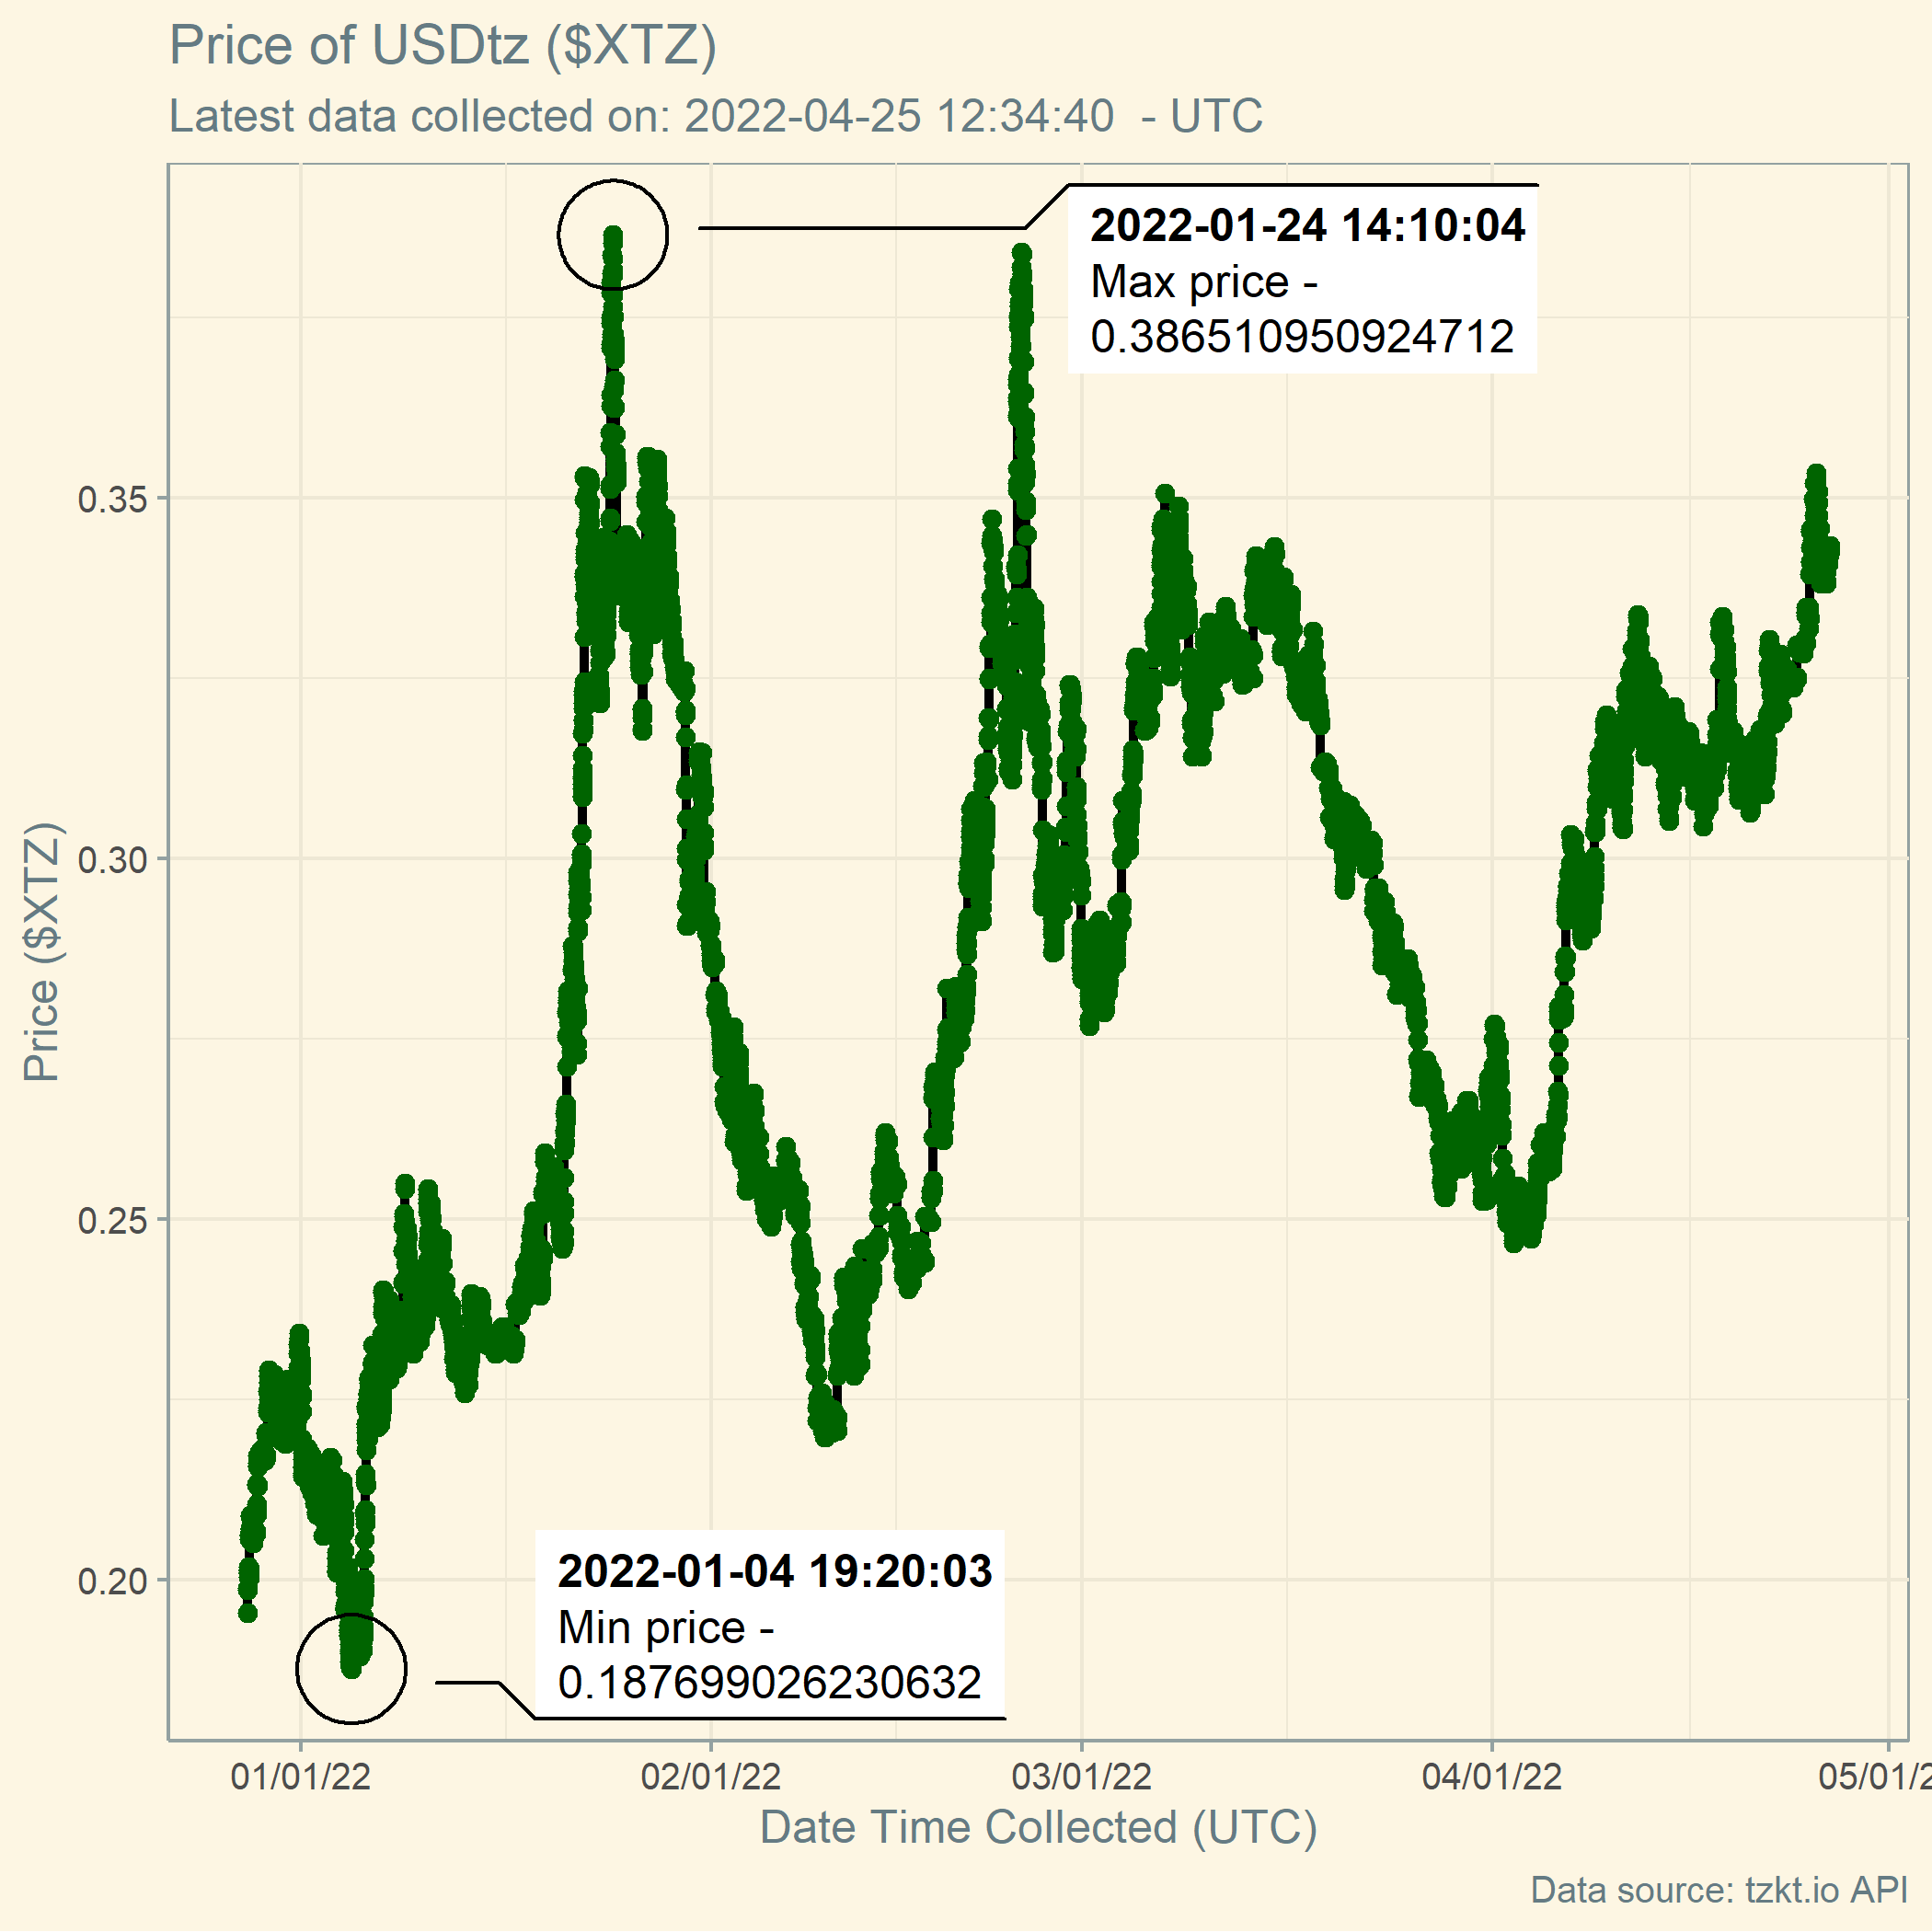 Price of USDtz ($XTZ)
Latest data collected on: 2022-04-25 12:34:40  - UTC
2022-01-24 14:10:04
Max price -
0.386510950924712
0.35
0.30
0.25
0.20
Price ($XTZ)
2022-01-04 19:20:03
Min price -
0.187699026230632
01/01/22
02/01/22
03/01/22
04/01/22
05/01/2
Date Time Collected (UTC)
Data source: tzkt.io API